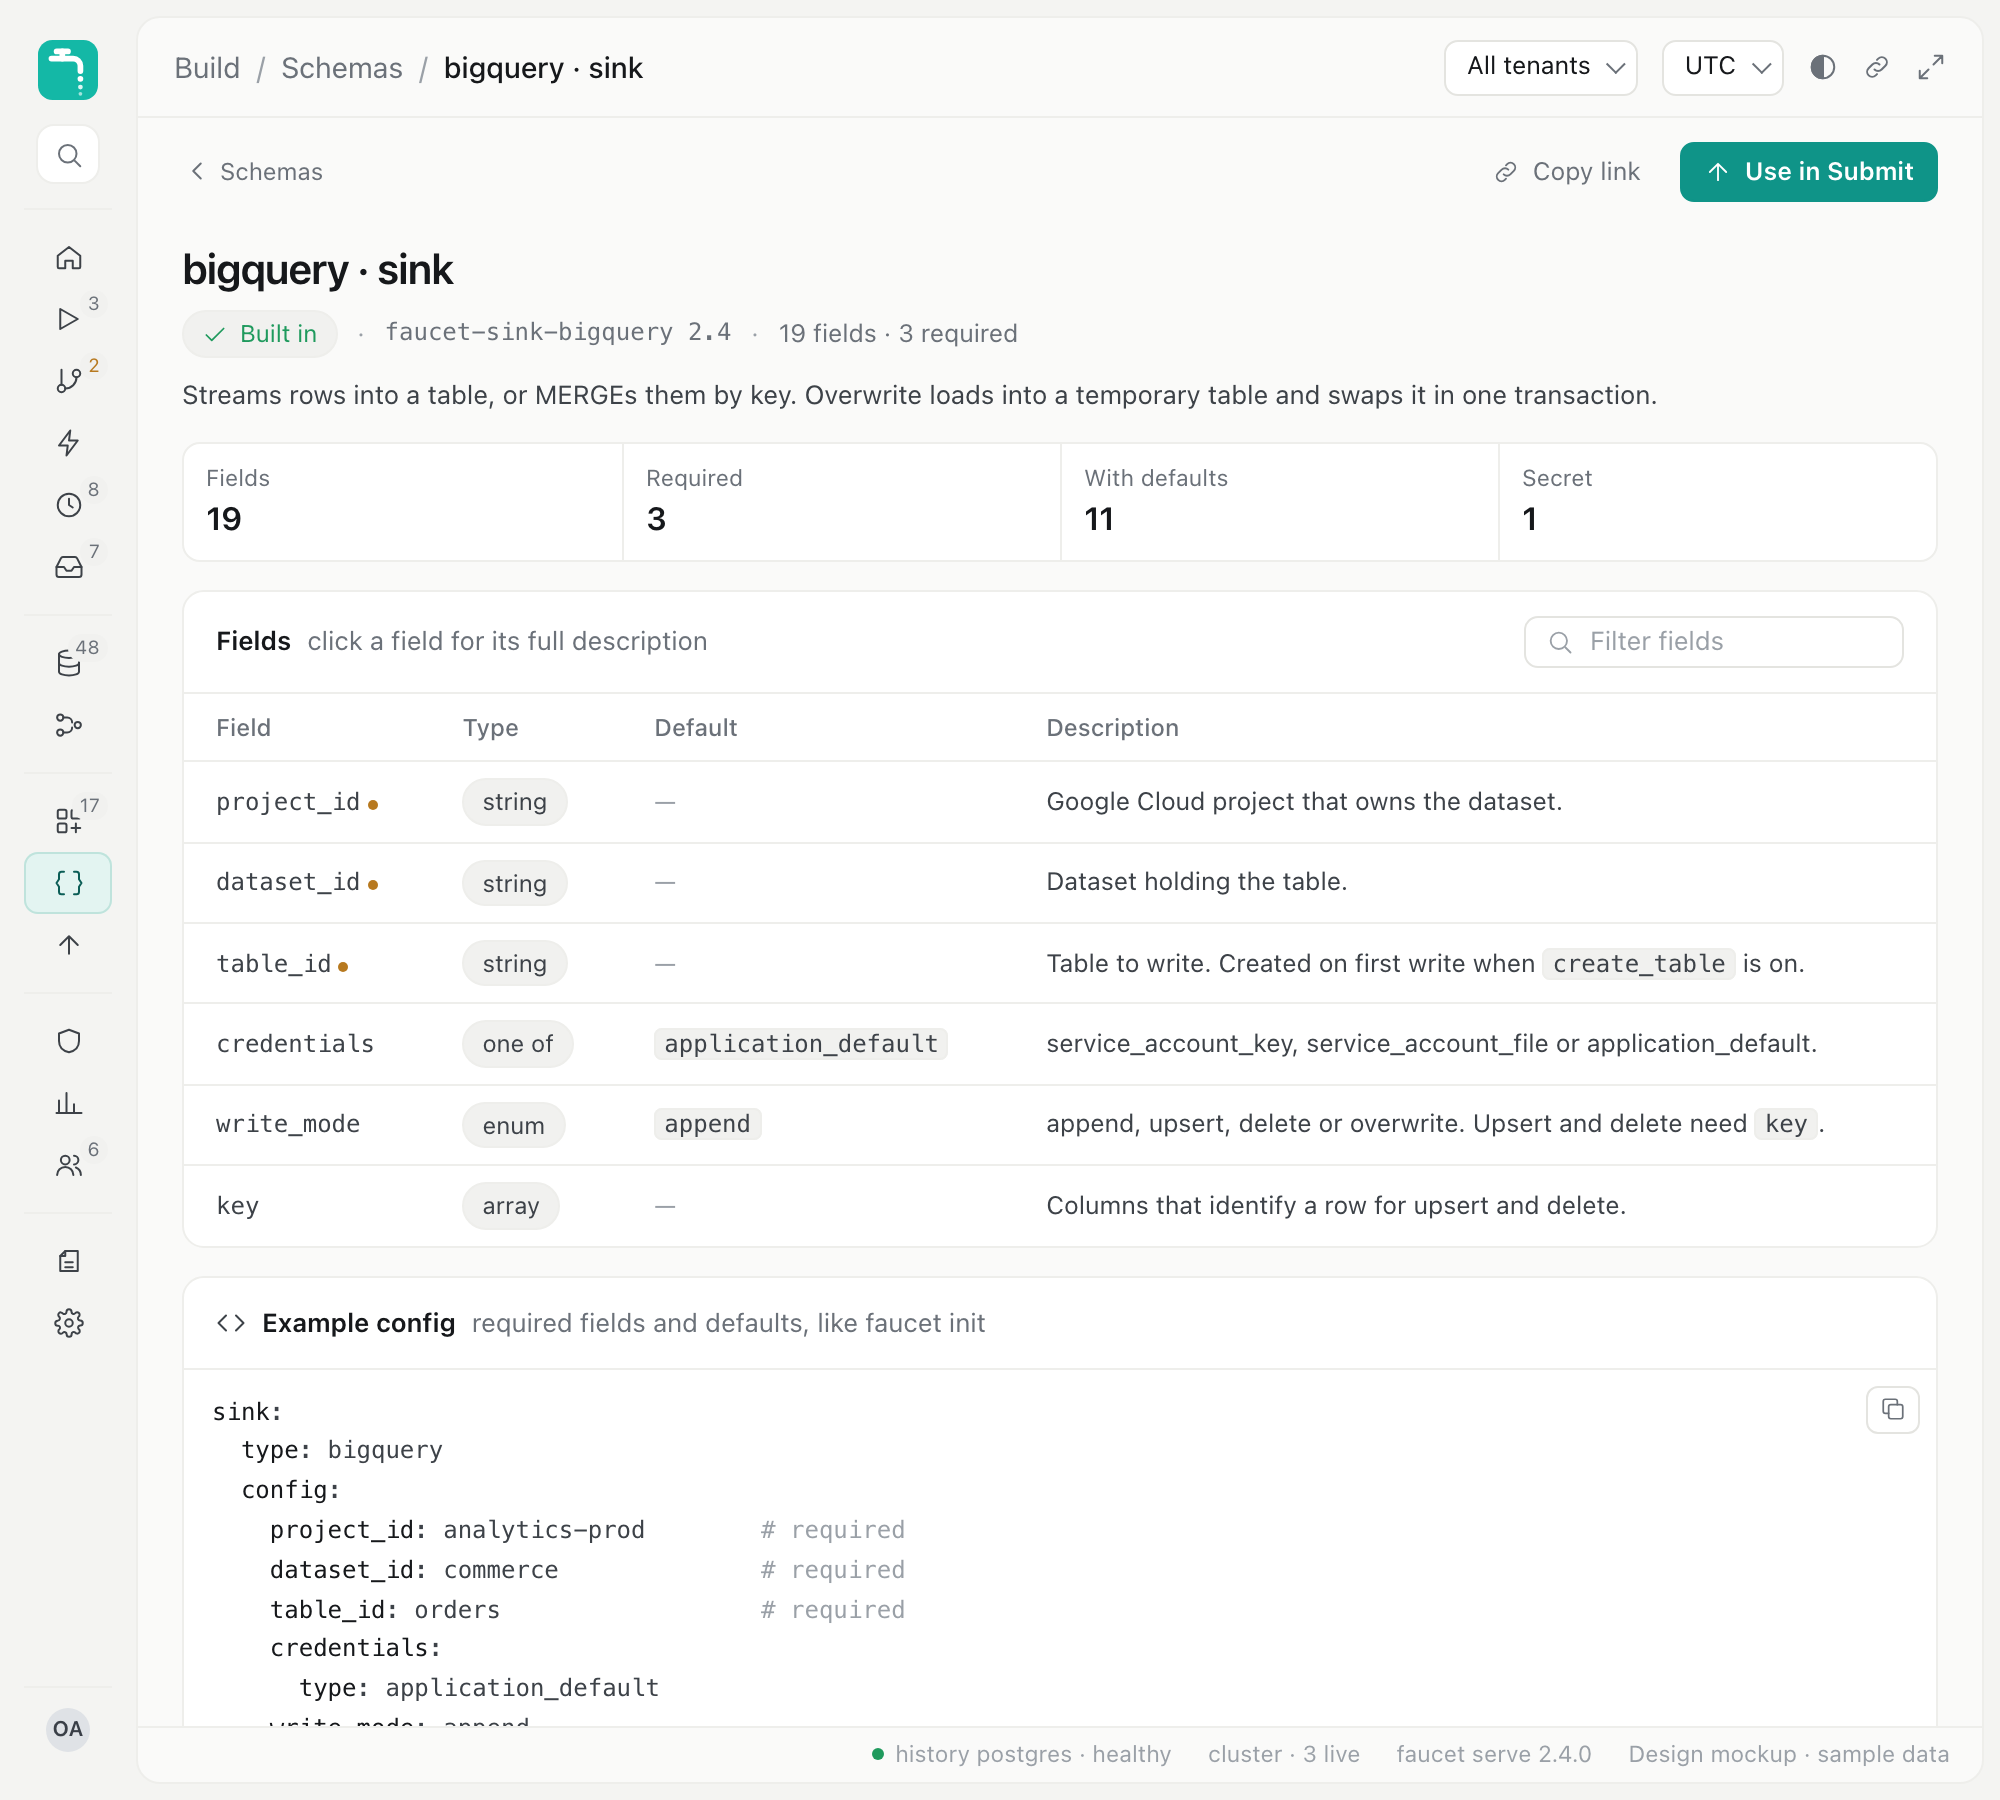 Build / Schemas / bigquery · sink
All tenants
UTC
Schemas
Copy link
Use in Submit
3
2
8
7
48
17
6
OA
bigquery · sink
Built in · faucet-sink-bigquery 2.4 · 19 fields · 3 required
Streams rows into a table, or MERGEs them by key. Overwrite loads into a temporary table and swaps it in one transaction.
Fields
19
Required
3
With defaults
11
Secret
1
Fields click a field for its full description
Filter fields
Field Type Default Description
project_id string — Google Cloud project that owns the dataset.
dataset_id string — Dataset holding the table.
table_id string — Table to write. Created on first write when create_table is on.
credentials one of application_default service_account_key, service_account_file or application_default.
write_mode enum append append, upsert, delete or overwrite. Upsert and delete need key.
key array — Columns that identify a row for upsert and delete.
Example config required fields and defaults, like faucet init
sink:
type: bigquery
config:
project_id: analytics-prod # required
dataset_id: commerce # required
table_id: orders # required
credentials:
type: application_default
write_mode: append
history postgres · healthy cluster · 3 live faucet serve 2.4.0 Design mockup · sample data